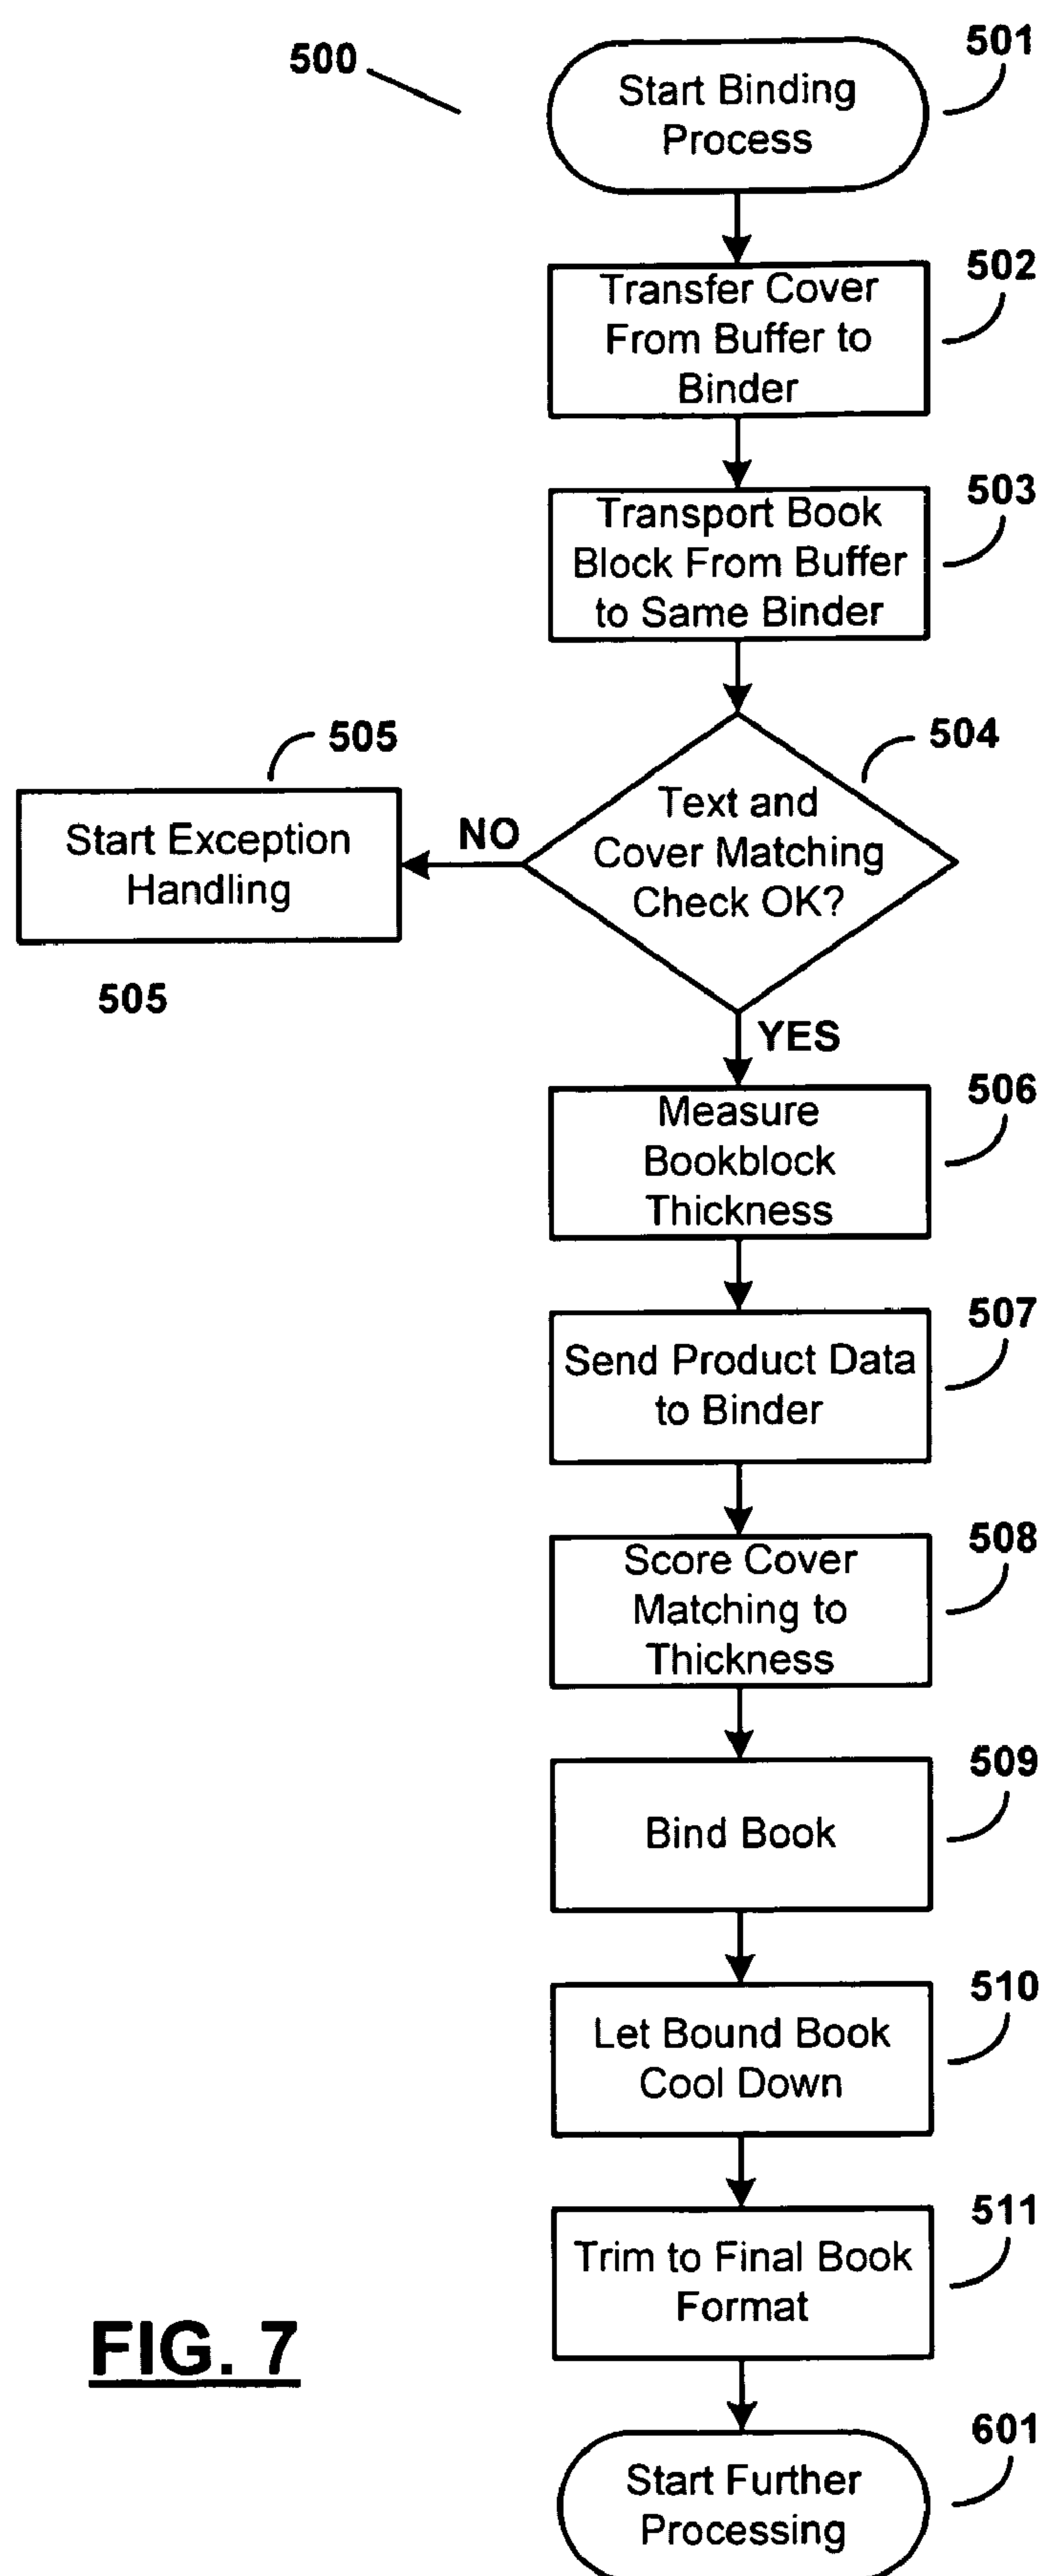 500
501
Start Binding
Process
502
Transfer Cover
From Buffer to
Binder
503
Transport Book
Block From Buffer
to Same Binder
505
504
Text and
Cover Matching
Check OK?
NO
Start Exception
Handling
505
YES
506
Measure
Bookblock
Thickness
507
Send Product Data
to Binder
508
Score Cover
Matching to
Thickness
509
Bind Book
510
Let Bound Book
Cool Down
511
Trim to Final Book
Format
FIG. 7
601
Start Further
Processing